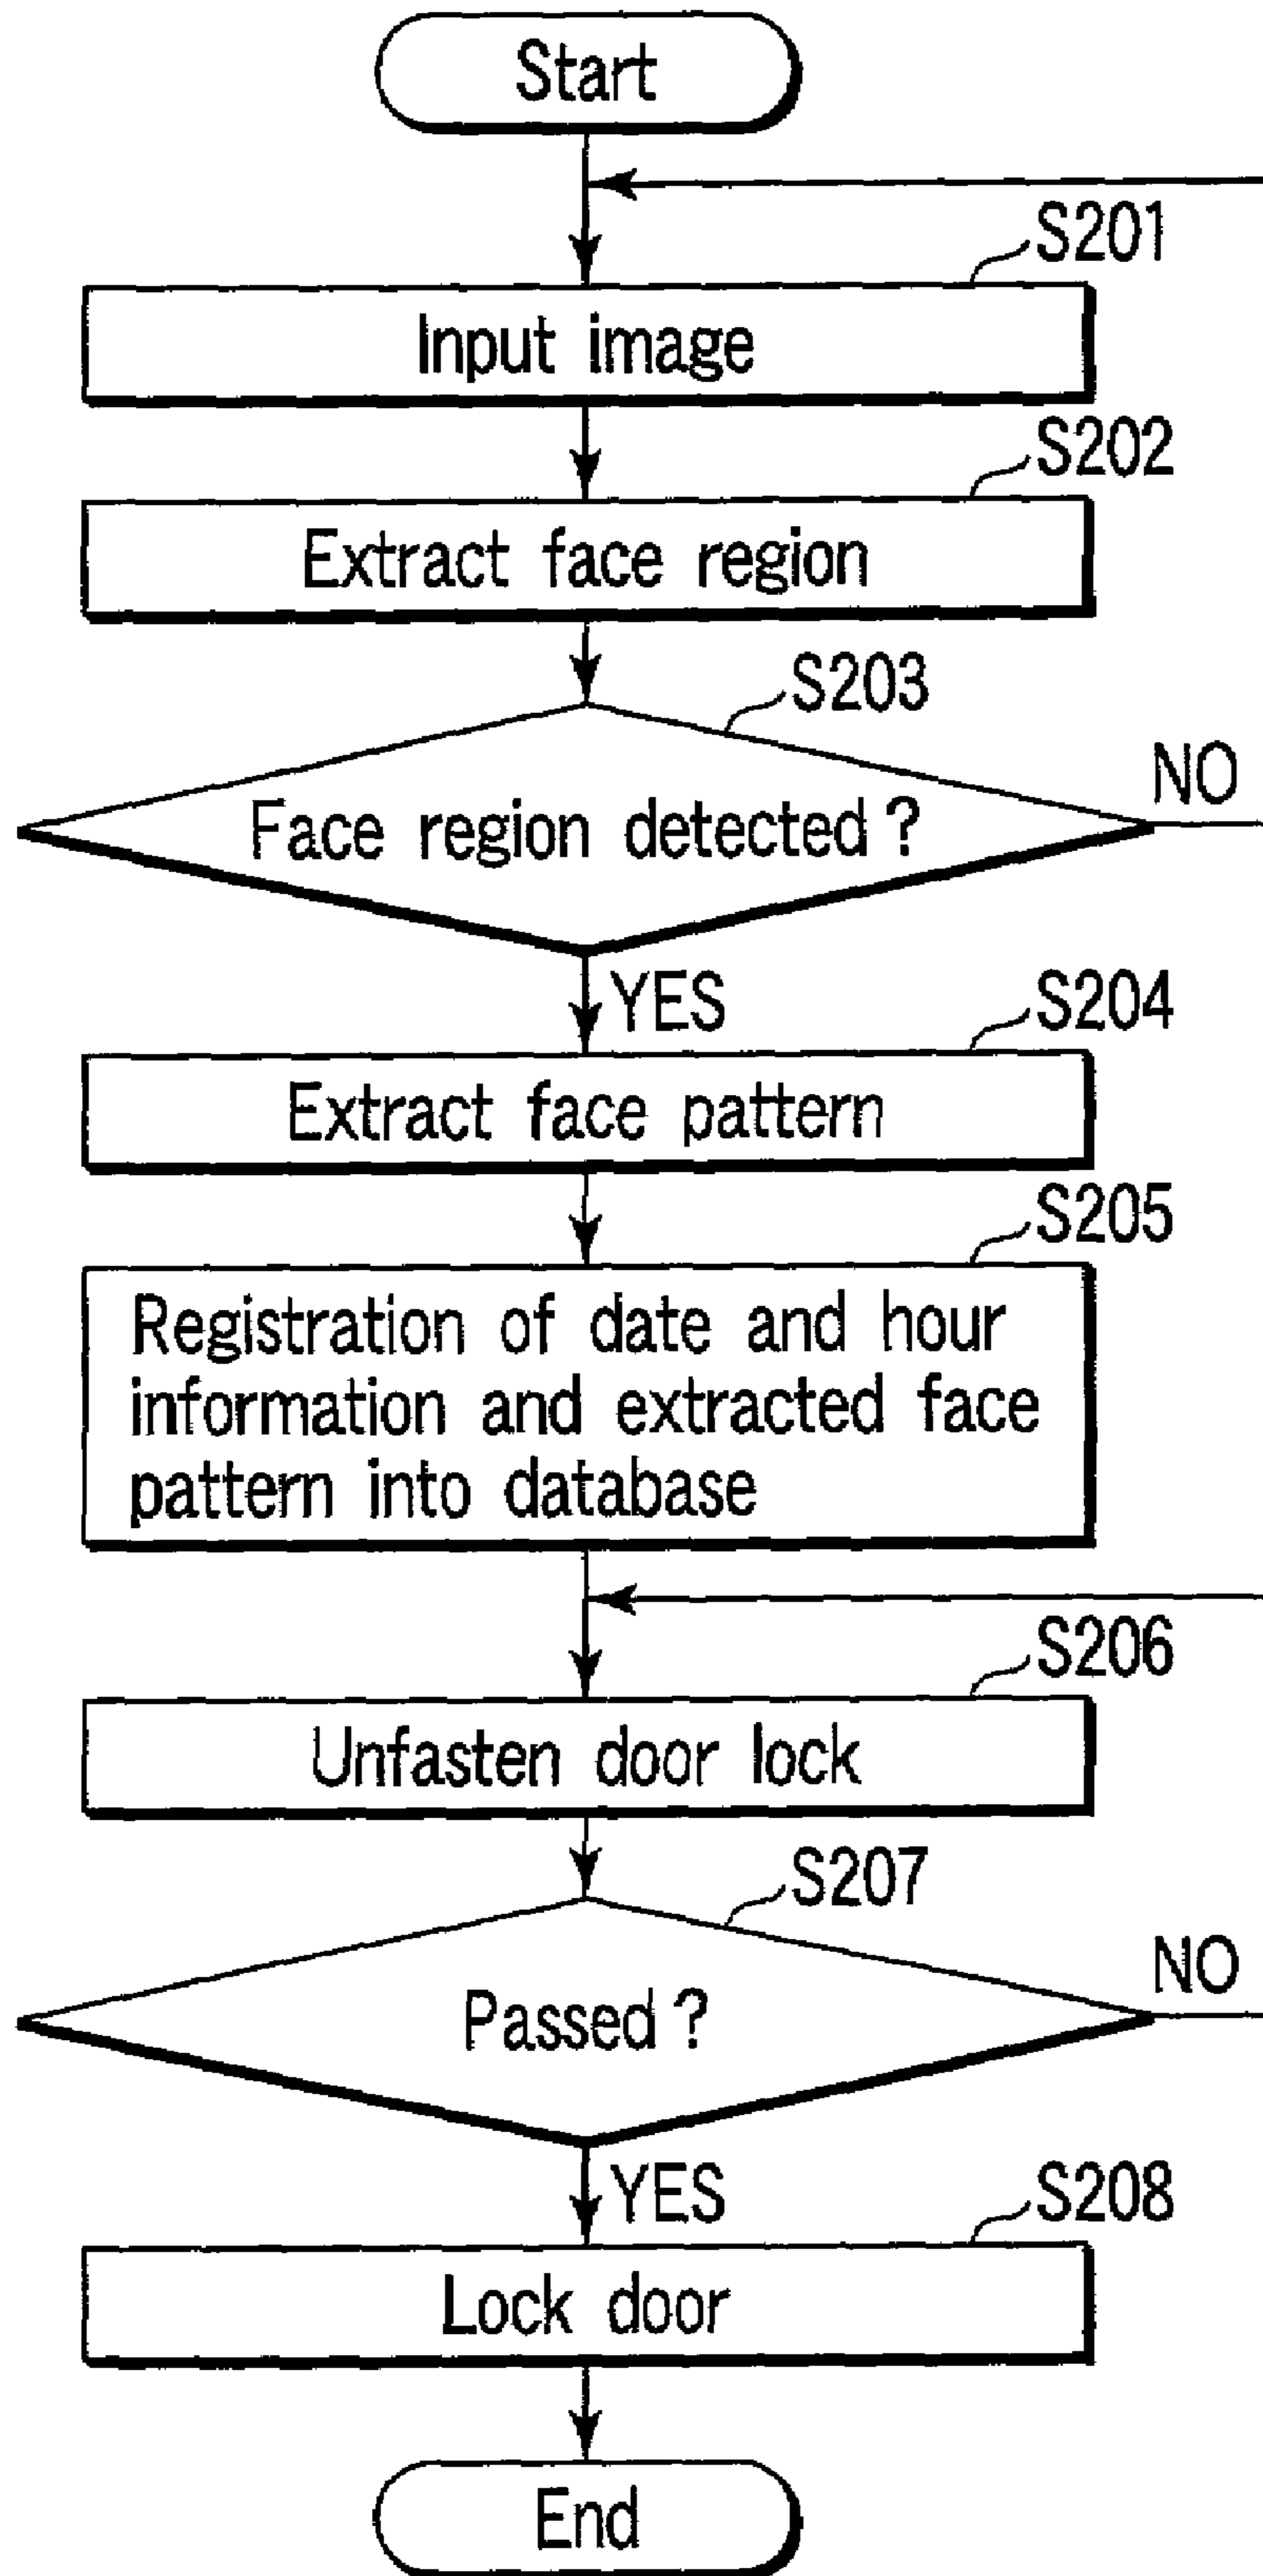 Start
S201
Input image
S202
Extract face region
S203
Face region detected ?
NO
YES
S204
Extract face pattern
S205
Registration of date and hour
information and extracted face
pattern into database
S206
Unfasten door lock
S207
Passed ?
NO
YES
S208
Lock door
End